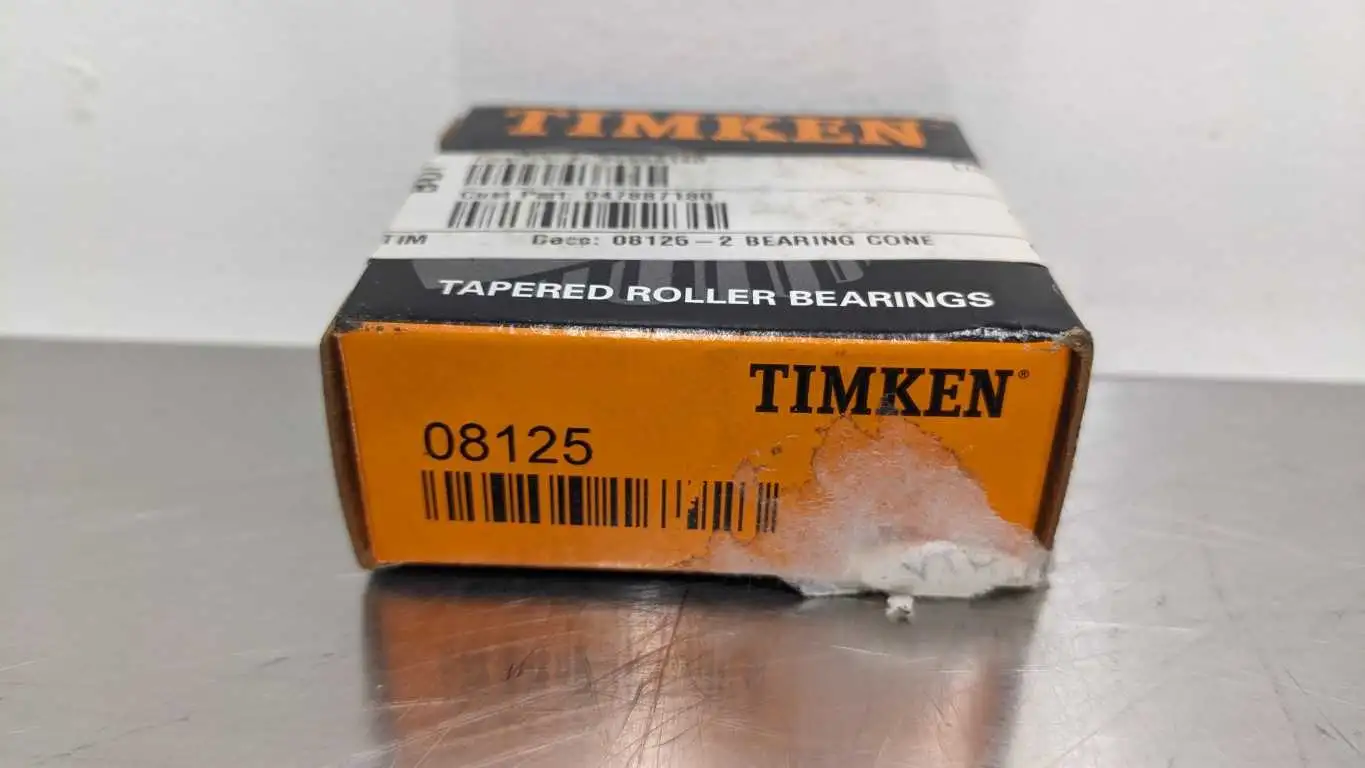 TIMKEN
Cust Part: 047887180
TIM Desc: 08125-2 BEARING CONE
TAPERED ROLLER BEARINGS
TIMKEN®
08125